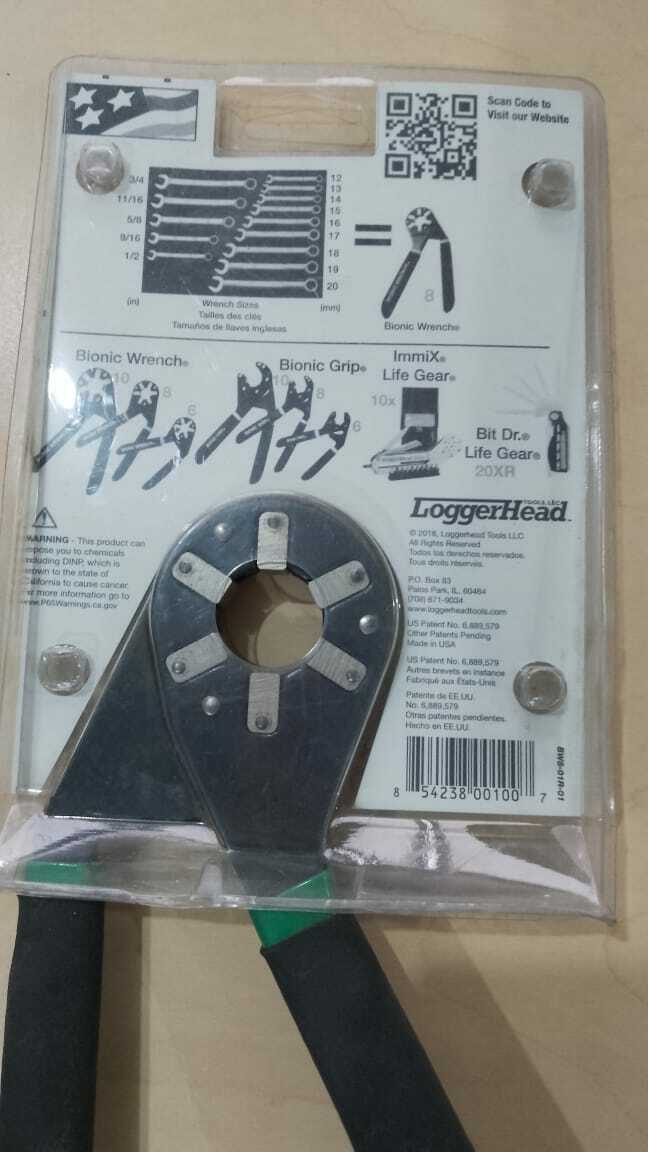 Scan Code to
Visit our Website
3/4
11/16
5/8
9/16
1/2
12
13
14
15
16
17
18
19
20
(in)
Wrench Sizes
Tailles des clés
Tamaños de llaves inglesas
(mm)
=
8
Bionic Wrench®
Bionic Wrench®
10
8
6
Bionic Grip®
10
8
6
ImmiX®
Life Gear®
10x
Bit Dr.®
Life Gear®
20XR
WARNING - This product can
expose you to chemicals
including DINP, which is
known to the state of
California to cause cancer.
For more information go to
www.P65Warnings.ca.gov
LoggerHead
TOOLS, LLC
© 2018, Loggerhead Tools LLC
All Rights Reserved
Todos los derechos reservados.
Tous droits réservés.
P.O. Box 83
Palos Park, IL, 60464
(708) 671-9034
www.loggerheadtools.com
US Patent No. 6,889,579
Other Patents Pending
Made in USA
US Patent No. 6,889,579
Autres brevets en instance
Fabriqué aux États-Unis
Patente de EE.UU.
No. 6,889,579
Otras patentes pendientes.
Hecho en EE.UU.
BW8-01R-01
8 54238 00100 7